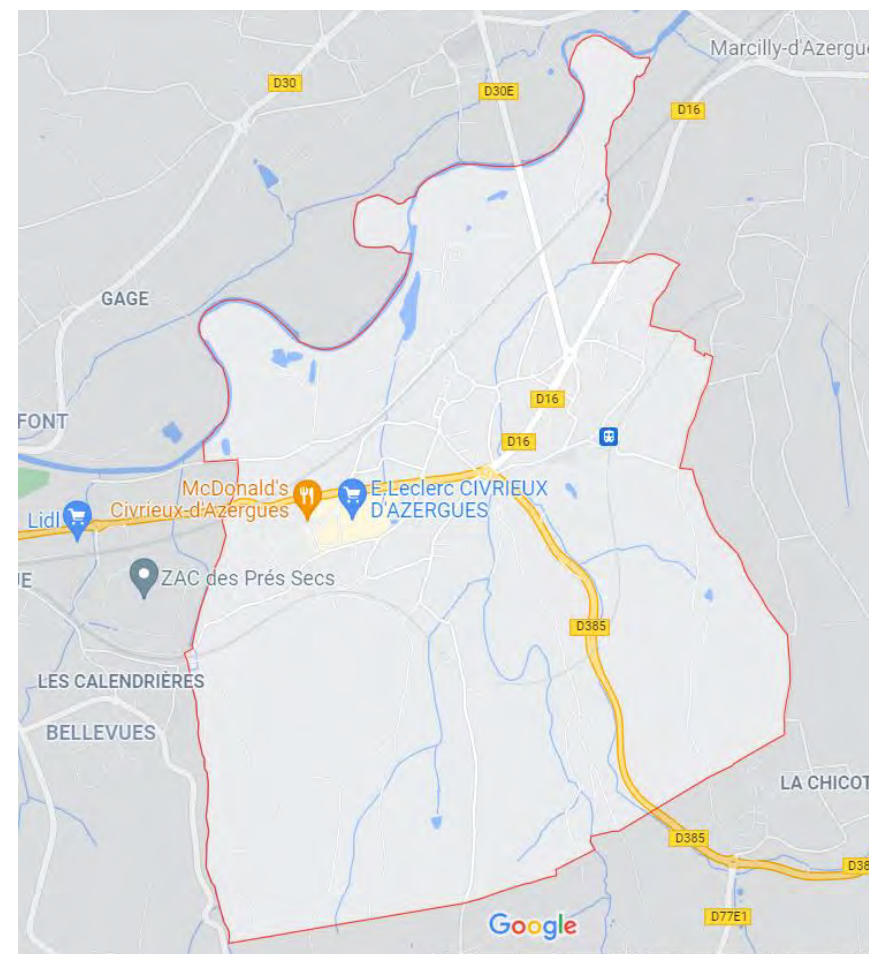 Marcilly-d'Azergue
D30
D30E
D16
GAGE
D16
FONT
D16
McDonald's
Civrieux-d'Azergues
E.Leclerc CIVRIEUX
D'AZERGUES
Lidl
ZAC des Prés Secs
UE
D385
LES CALENDRIÈRES
BELLEVUES
LA CHICOT
D385
D38
D77E1
Google